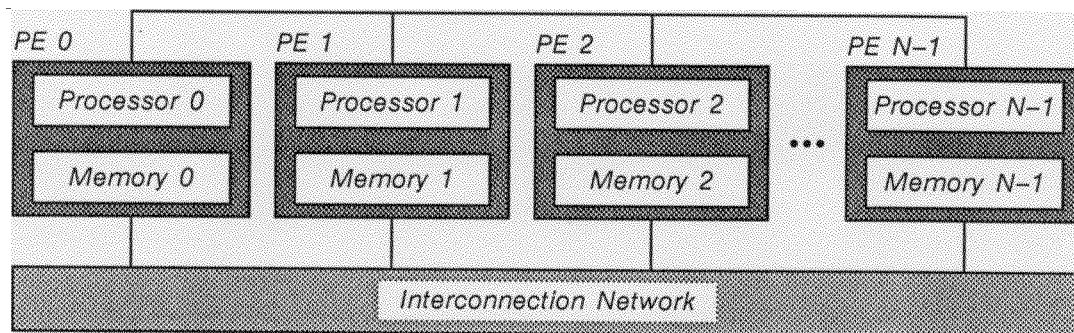 PE 0 PE 1 PE 2 PE N–1
Processor 0 Processor 1 Processor 2 Processor N–1
•••
Memory 0 Memory 1 Memory 2 Memory N–1
Interconnection Network